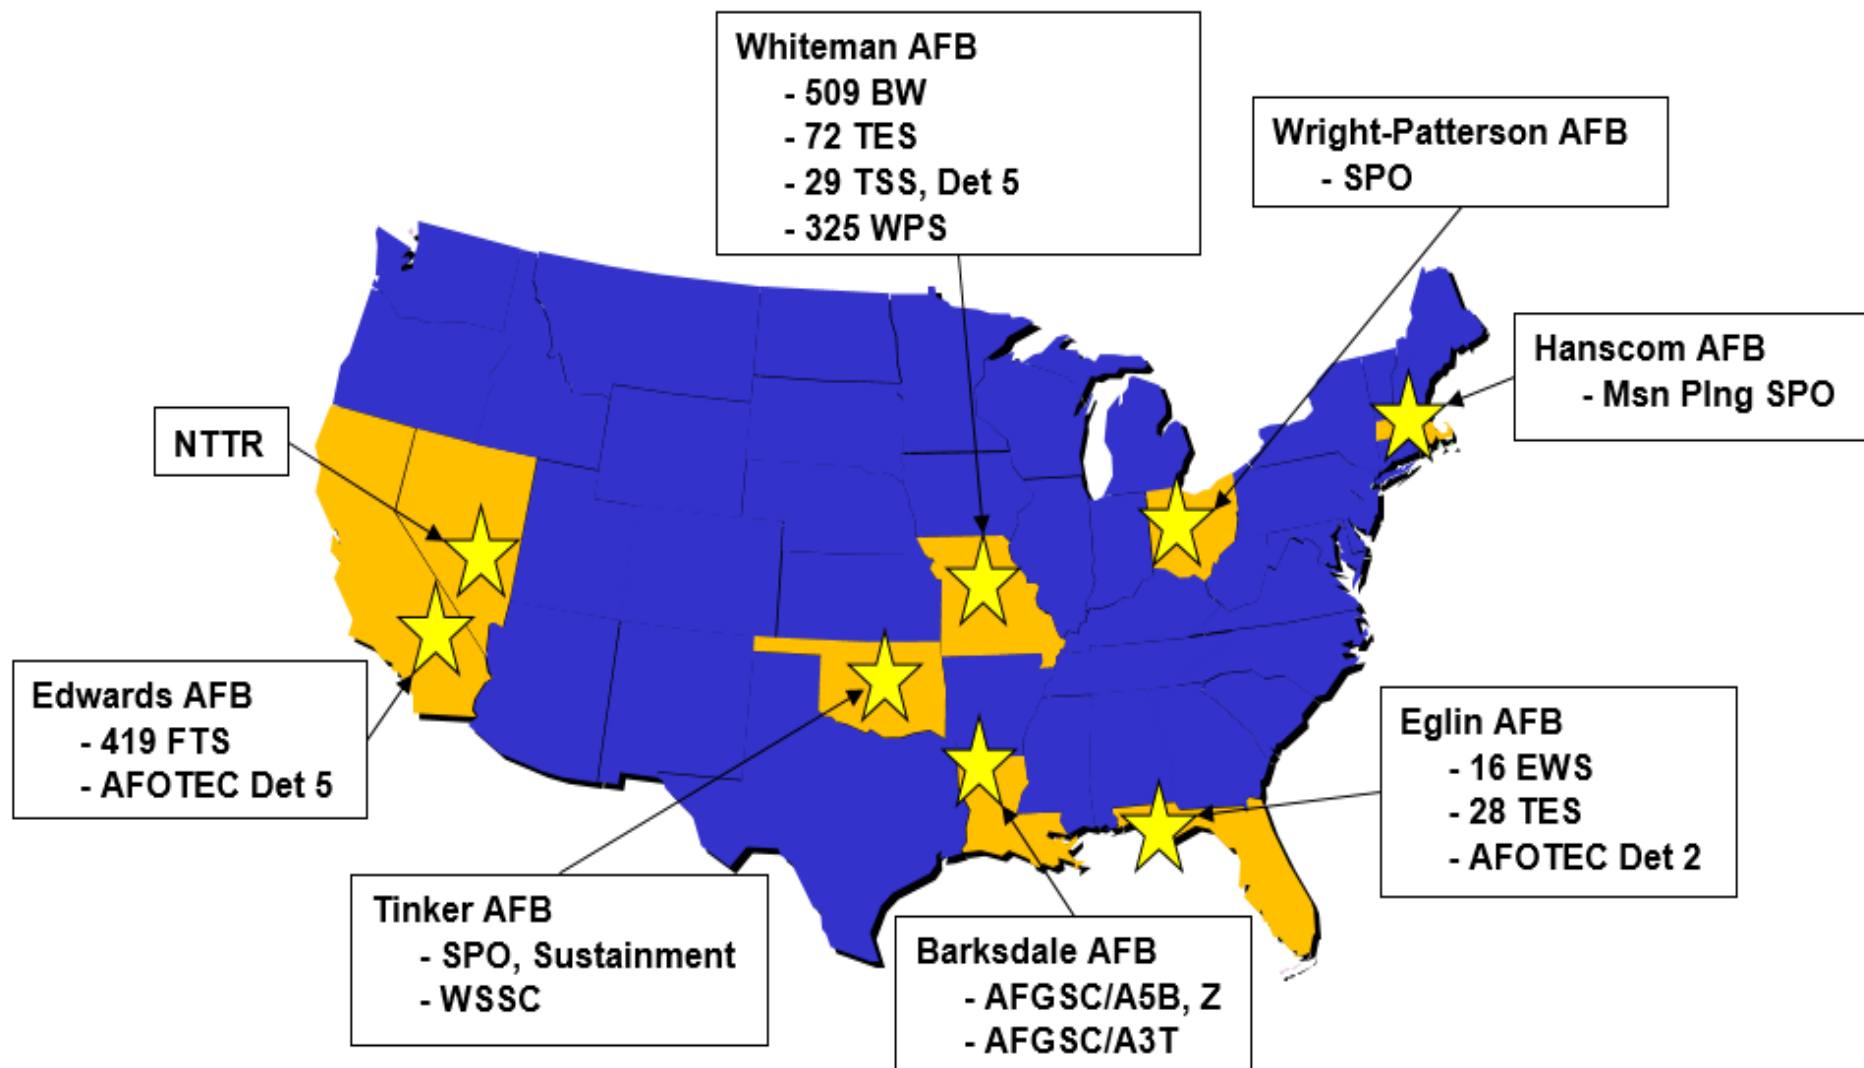 Whiteman AFB
- 509 BW
- 72 TES
- 29 TSS, Det 5
- 325 WPS
Wright-Patterson AFB
- SPO
Hanscom AFB
- Msn Plng SPO
NTTR
Edwards AFB
- 419 FTS
- AFOTEC Det 5
Eglin AFB
- 16 EWS
- 28 TES
- AFOTEC Det 2
Tinker AFB
- SPO, Sustainment
- WSSC
Barksdale AFB
- AFGSC/A5B, Z
- AFGSC/A3T